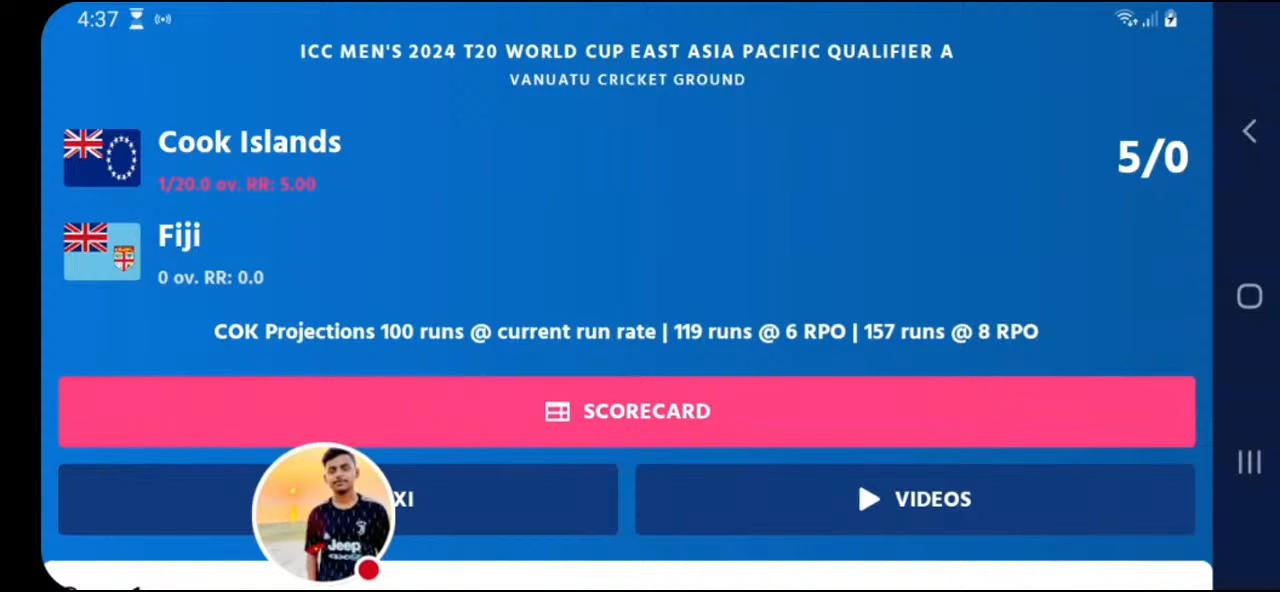 4:37
ICC MEN'S 2024 T20 WORLD CUP EAST ASIA PACIFIC QUALIFIER A
VANUATU CRICKET GROUND
Cook Islands
5/0
1/20.0 ov. RR: 5.00
Fiji
0 ov. RR: 0.0
COK Projections 100 runs @ current run rate | 119 runs @ 6 RPO | 157 runs @ 8 RPO
SCORECARD
XI
VIDEOS
Jeep